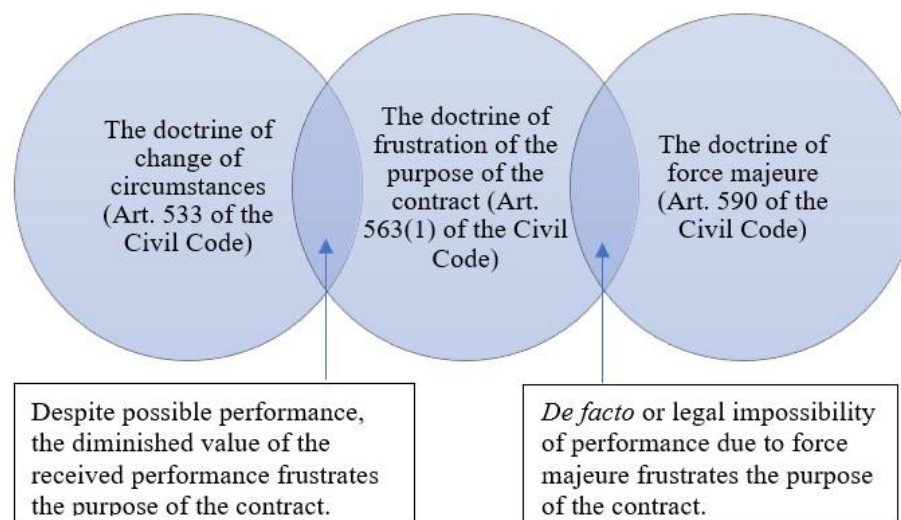 The doctrine of
change of
circumstances
(Art. 533 of the
Civil Code)
The doctrine of
frustration of the
purpose of the
contract (Art.
563(1) of the Civil
Code)
The doctrine of
force majeure
(Art. 590 of the
Civil Code)
Despite possible performance,
the diminished value of the
received performance frustrates
the purpose of the contract.
De facto or legal impossibility
of performance due to force
majeure frustrates the purpose
of the contract.